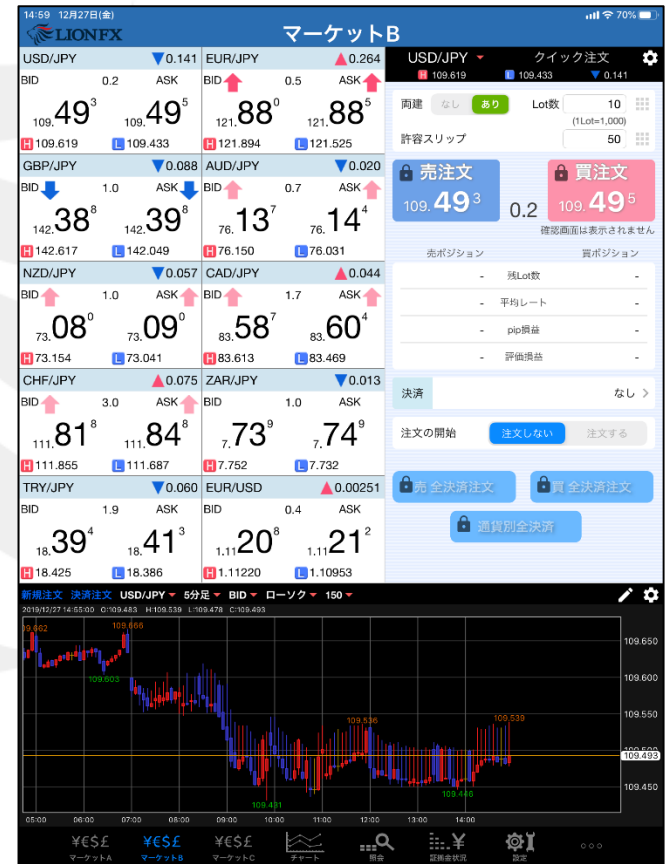 14:59 12月27日(金) 70%
LION FX マーケットB
USD/JPY ▼0.141 EUR/JPY ▲0.264
BID 0.2 ASK BID 0.5 ASK
109.49³ 109.49⁵ 121.88⁰ 121.88⁵
H 109.619 L 109.433 H 121.894 L 121.525
GBP/JPY ▼0.088 AUD/JPY ▼0.020
BID 1.0 ASK BID 0.7 ASK
142.38⁸ 142.39⁸ 76.13⁷ 76.14⁴
H 142.617 L 142.049 H 76.150 L 76.031
NZD/JPY ▼0.057 CAD/JPY ▲0.044
BID 1.0 ASK BID 1.7 ASK
73.08⁰ 73.09⁰ 83.58⁷ 83.60⁴
H 73.154 L 73.041 H 83.613 L 83.469
CHF/JPY ▲0.075 ZAR/JPY ▼0.013
BID 3.0 ASK BID 1.0 ASK
111.81⁸ 111.84⁸ 7.73⁹ 7.74⁹
H 111.855 L 111.687 H 7.752 L 7.732
TRY/JPY ▼0.060 EUR/USD ▲0.00251
BID 1.9 ASK BID 0.4 ASK
18.39⁴ 18.41³ 1.1120⁸ 1.1121²
H 18.425 L 18.386 H 1.11220 L 1.10953
USD/JPY ▼ クイック注文
H 109.619 L 109.433 ▼ 0.141
両建 なし あり Lot数 10
(1Lot=1,000)
許容スリップ 50
売注文 買注文
109.49³ 0.2 109.49⁵
確認画面は表示されません
売ポジション 買ポジション
- 残Lot数 -
- 平均レート -
- pip損益 -
- 評価損益 -
決済 なし >
注文の開始 注文しない 注文する
売 全決済注文 買 全決済注文
通貨別全決済
新規注文 決済注文 USD/JPY ▼ 5分足 ▼ BID ▼ ローソク ▼ 150 ▼
2019/12/27 14:55:00 O:109.483 H:109.539 L:109.478 C:109.493
109.666
109.603
109.536
109.539
109.431
109.446
109.650
109.600
109.550
109.500
109.493
109.450
05:00 06:00 07:00 08:00 09:00 10:00 11:00 12:00 13:00 14:00
¥€$£ ¥€$£ ¥€$£
マーケットA マーケットB マーケットC チャート 照会 証拠金状況 設定